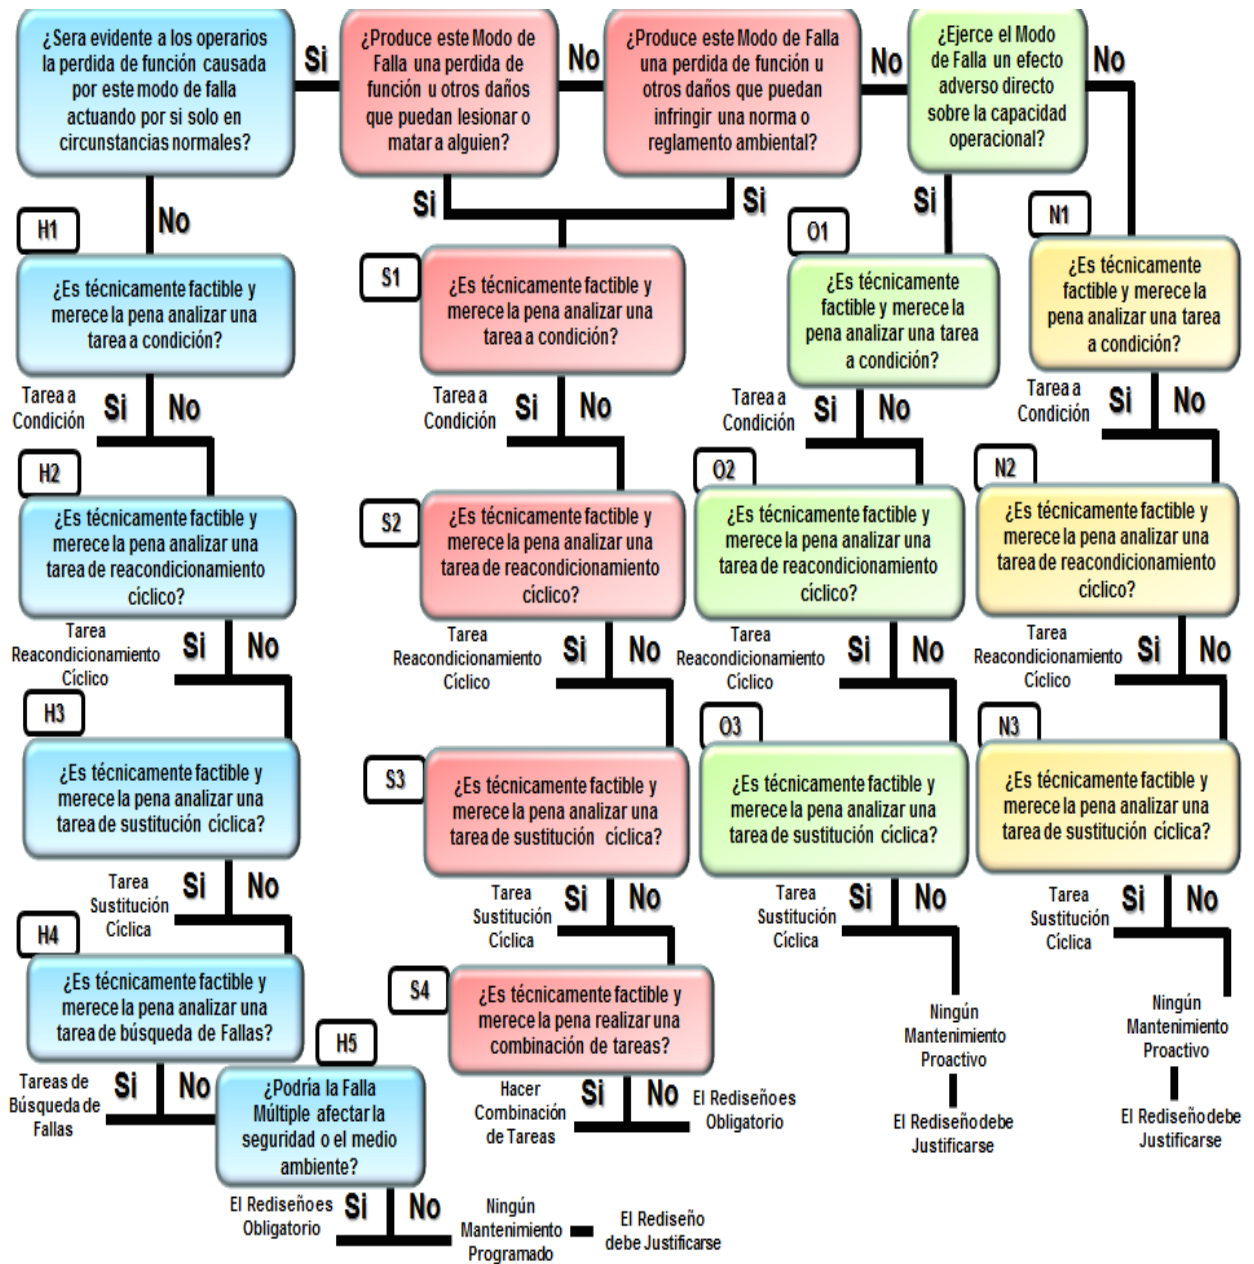 ¿Sera evidente a los operarios
la perdida de función causada
por este modo de falla
actuando por si solo en
circustancias normales?
Si
¿Produce este Modo de
Falla una perdida de
función u otros daños
que puedan lesionar o
matar a alguien?
No
¿Produce este Modo de Falla
una perdida de función u
otros daños que puedan
infringir una norma o
reglamento ambiental?
No
¿Ejerce el Modo
de Falla un efecto
adverso directo
sobre la capacidad
operacional?
No
No
Si
Si
Si
H1
¿Es técnicamente factible y
merece la pena analizar una
tarea a condición?
S1
¿Es técnicamente factible y
merece la pena analizar una
tarea a condición?
O1
¿Es técnicamente
factible y merece la
pena analizar una tarea
a condición?
N1
¿Es técnicamente
factible y merece la
pena analizar una tarea
a condición?
Tarea a
Condición
Si
No
Tarea a
Condición
Si
No
Tarea a
Condición
Si
No
Tarea a
Condición
Si
No
H2
¿Es técnicamente factible y
merece la pena analizar una
tarea de reacondicionamiento
cíclico?
S2
¿Es técnicamente factible y
merece la pena analizar una
tarea de reacondicionamiento
cíclico?
O2
¿Es técnicamente factible y
merece la pena analizar una
tarea de reacondicionamiento
cíclico?
N2
¿Es técnicamente factible y
merece la pena analizar una
tarea de reacondicionamiento
cíclico?
Tarea
Reacondicionamiento
Cíclico
Si
No
Tarea
Reacondicionamiento
Cíclico
Si
No
Tarea
Reacondicionamiento
Cíclico
Si
No
Tarea
Reacondicionamiento
Cíclico
Si
No
H3
¿Es técnicamente factible y
merece la pena analizar una
tarea de sustitución cíclica?
S3
¿Es técnicamente factible y
merece la pena analizar una
tarea de sustitución cíclica?
O3
¿Es técnicamente factible y
merece la pena analizar una
tarea de sustitución cíclica?
N3
¿Es técnicamente factible y
merece la pena analizar una
tarea de sustitución cíclica?
Tarea
Sustitución
Cíclica
Si
No
Tarea
Sustitución
Cíclica
Si
No
Tarea
Sustitución
Cíclica
Si
No
Tarea
Sustitución
Cíclica
Si
No
H4
¿Es técnicamente factible y
merece la pena analizar una
tarea de búsqueda de Fallas?
S4
¿Es técnicamente factible y
merece la pena realizar una
combinación de tareas?
Ningún
Mantenimiento
Proactivo
El Rediseño debe
Justificarse
Ningún
Mantenimiento
Proactivo
El Rediseño debe
Justificarse
Tareas de
Búsqueda de
Fallas
Si
No
H5
¿Podría la Falla
Múltiple afectar la
seguridad o el medio
ambiente?
Hacer
Combinación
de Tareas
Si
No
El Rediseño es
Obligatorio
El Rediseño es
Obligatorio
Si
No
Ningún
Mantenimiento
Programado
El Rediseño
debe Justificarse